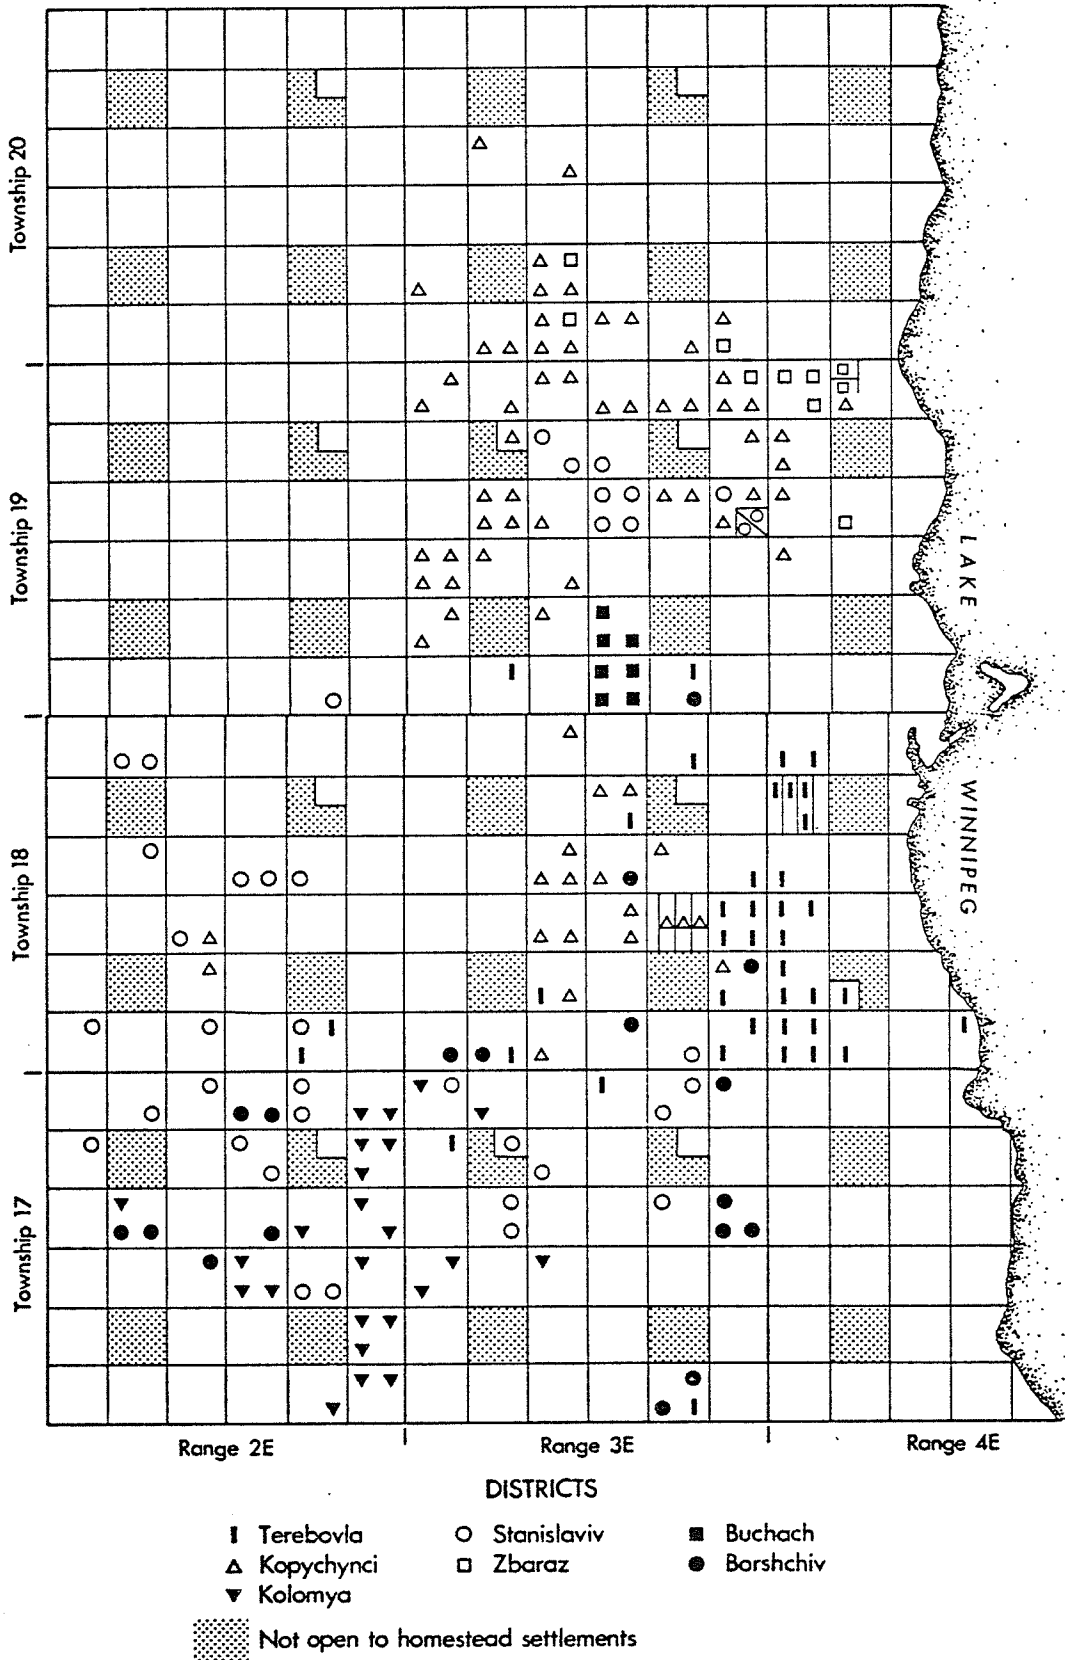 Township 20
Township 19
LAKE
WINNIPEG
Township 18
Township 17
Range 2E
Range 3E
Range 4E
DISTRICTS
Terebovla
Stanislaviv
Buchach
Kopychynci
Zbaraz
Borshchiv
Kolomya
Not open to homestead settlements